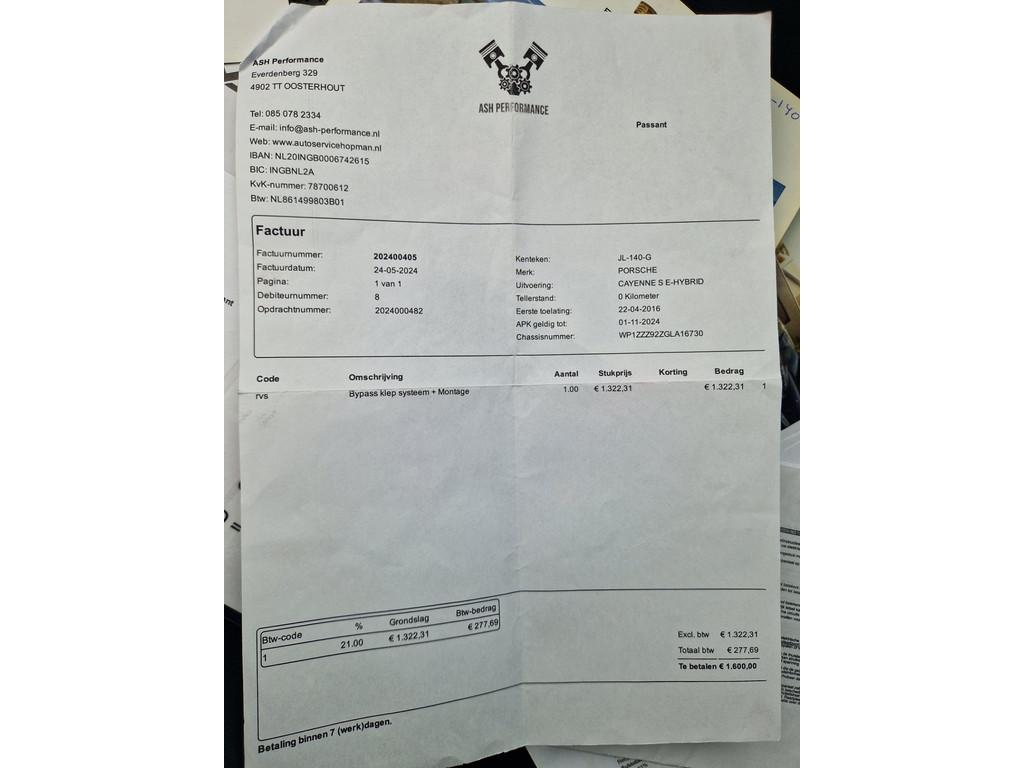 ASH Performance
Everdenberg 329
4902 TT OOSTERHOUT
Tel: 085 078 2334
E-mail: info@ash-performance.nl
Web: www.autoservicehopman.nl
IBAN: NL20INGB0006742615
BIC: INGBNL2A
KvK-nummer: 78700612
Btw: NL861499803B01
ASH PERFORMANCE
Passant
-140
Factuur
Factuurnummer: 202400405
Factuurdatum: 24-05-2024
Pagina: 1 van 1
Debiteurnummer: 8
Opdrachtnummer: 2024000482
Kenteken: JL-140-G
Merk: PORSCHE
Uitvoering: CAYENNE S E-HYBRID
Tellerstand: 0 Kilometer
Eerste toelating: 22-04-2016
APK geldig tot: 01-11-2024
Chassisnummer: WP1ZZZ92ZGLA16730
Code Omschrijving Aantal Stukprijs Korting Bedrag
rvs Bypass klep systeem + Montage 1.00 € 1.322,31 € 1.322,31 1
Btw-code % Grondslag Btw-bedrag
1 21.00 € 1.322,31 € 277,69
Excl. btw € 1.322,31
Totaal btw € 277,69
Te betalen € 1.600,00
Betaling binnen 7 (werk)dagen.